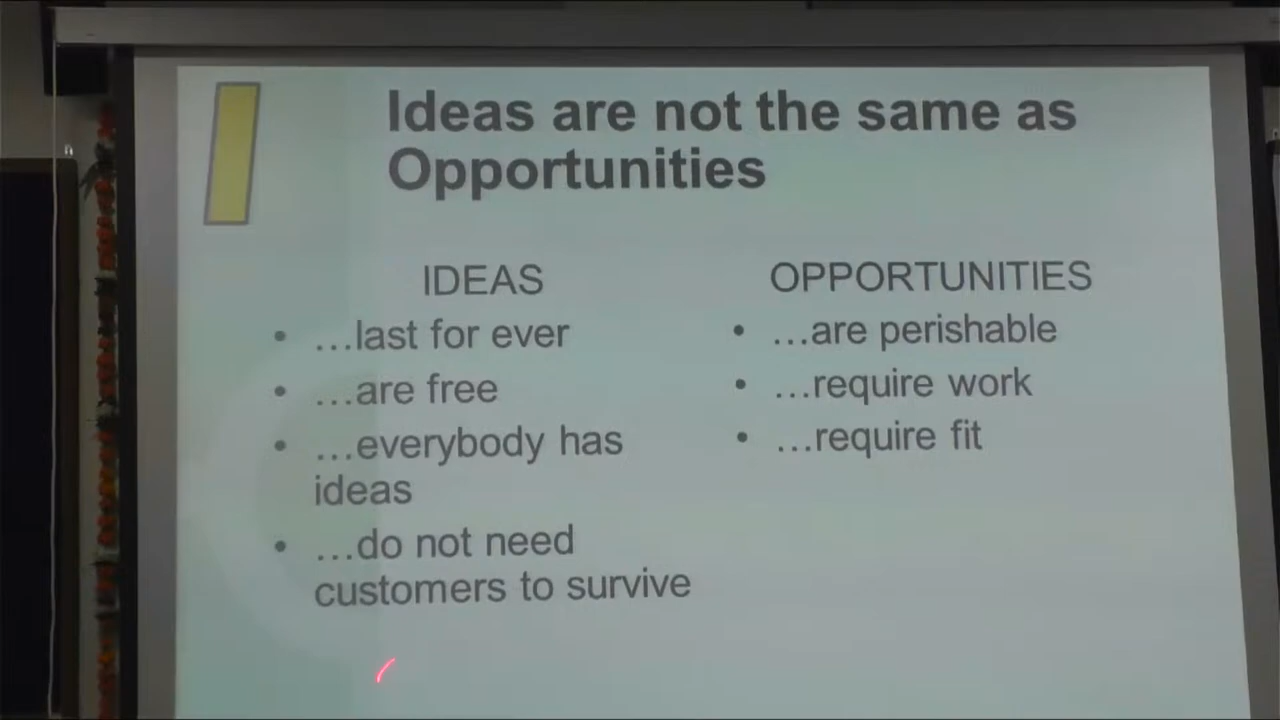 Ideas are not the same as
Opportunities
IDEAS
• …last for ever
• …are free
• …everybody has
ideas
• …do not need
customers to survive
OPPORTUNITIES
• …are perishable
• …require work
• …require fit